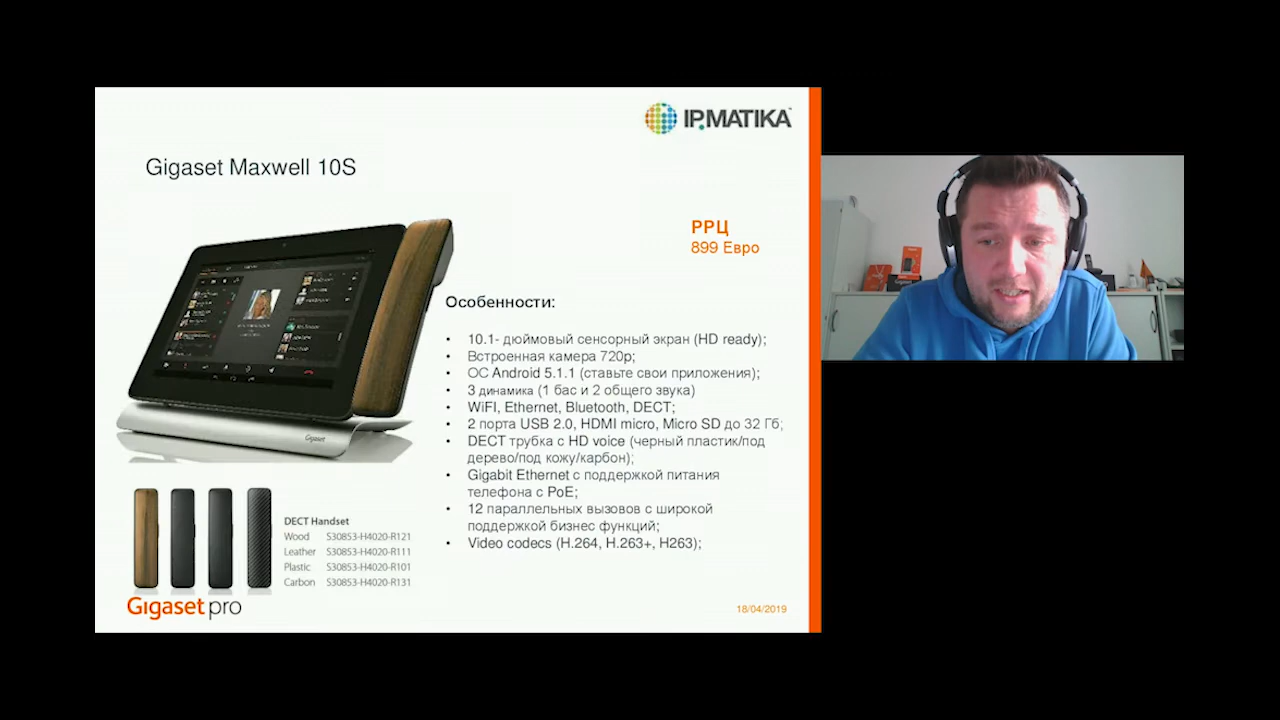 IPMATIKA
Gigaset Maxwell 10S
РРЦ
899 Евро
Особенности:
• 10.1- дюймовый сенсорный экран (HD ready);
• Встроенная камера 720p;
• ОС Android 5.1.1 (ставьте свои приложения);
• 3 динамика (1 бас и 2 общего звука)
• WiFI, Ethernet, Bluetooth, DECT;
• 2 порта USB 2.0, HDMI micro, Micro SD до 32 Гб;
• DECT трубка с HD voice (черный пластик/под
дерево/под кожу/карбон);
• Gigabit Ethernet с поддержкой питания
телефона с PoE;
• 12 параллельных вызовов с широкой
поддержкой бизнес функций;
• Video codecs (H.264, H.263+, H263);
Gigaset
DECT Handset
Wood S30853-H4020-R121
Leather S30853-H4020-R111
Plastic S30853-H4020-R101
Carbon S30853-H4020-R131
Gigaset pro
18/04/2019